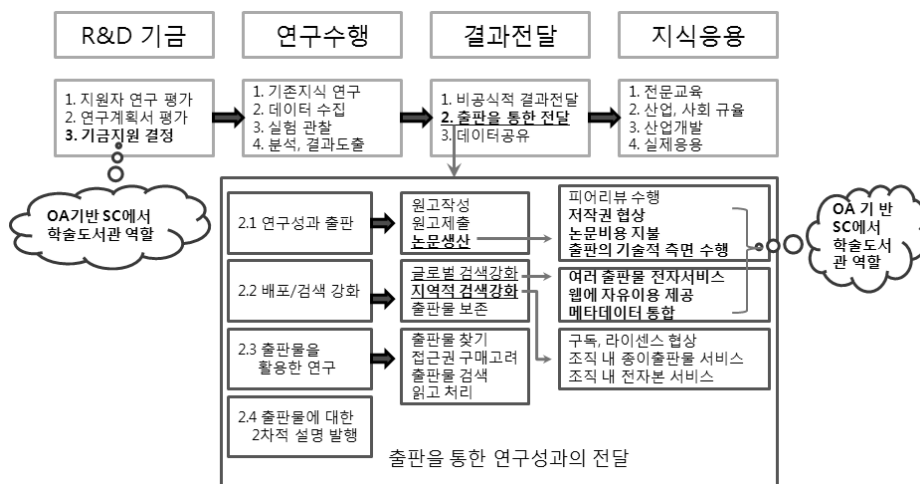 R&D 기금
연구수행
결과전달
지식응용
1. 지원자 연구 평가
2. 연구계획서 평가
3. 기금지원 결정
1. 기존지식 연구
2. 데이터 수집
3. 실험 관찰
4. 분석, 결과도출
1. 비공식적 결과전달
2. 출판을 통한 전달
3. 데이터공유
1. 전문교육
2. 산업, 사회 규율
3. 산업개발
4. 실제응용
OA기반 SC에서
학술도서관 역할
2.1 연구성과 출판
원고작성
원고제출
논문생산
피어리뷰 수행
저작권 협상
논문비용 지불
출판의 기술적 측면 수행
OA 기 반
SC에서
학술도서
관 역할
2.2 배포/검색 강화
글로벌 검색강화
지역적 검색강화
출판물 보존
여러 출판물 전자서비스
웹에 자유이용 제공
메타데이터 통합
2.3 출판물을
활용한 연구
출판물 찾기
접근권 구매고려
출판물 검색
읽고 처리
구독, 라이센스 협상
조직 내 종이출판물 서비스
조직 내 전자본 서비스
2.4 출판물에 대한
2차적 설명 발행
출판을 통한 연구성과의 전달